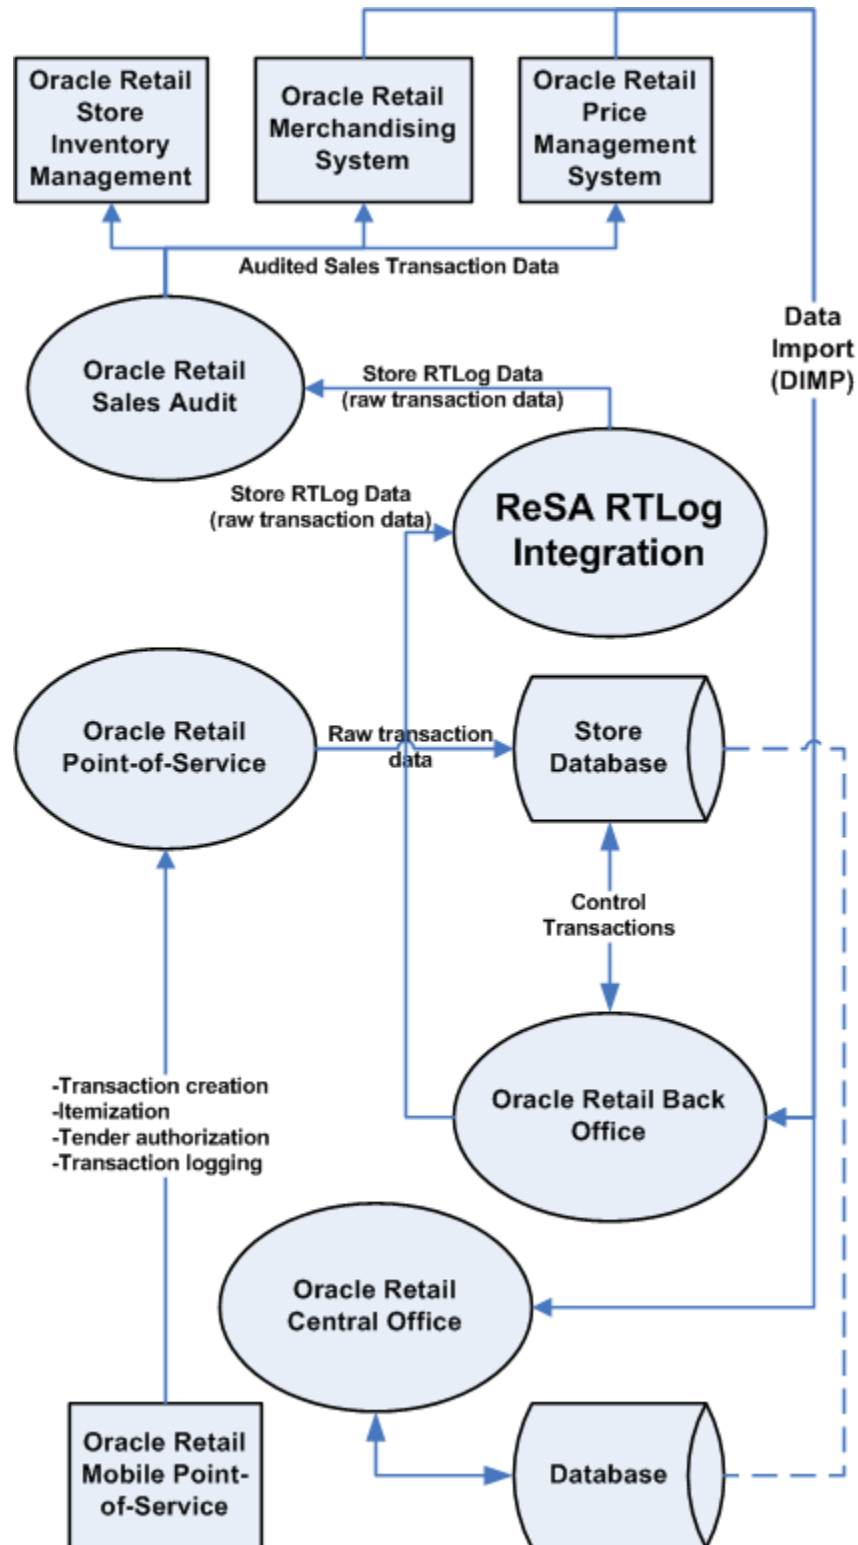 Oracle Retail
Store
Inventory
Management
Oracle Retail
Merchandising
System
Oracle Retail
Price
Management
System
Audited Sales Transaction Data
Data
Import
(DIMP)
Oracle Retail
Sales Audit
Store RTLog Data
(raw transaction data)
Store RTLog Data
(raw transaction data)
ReSA RTLog
Integration
Oracle Retail
Point-of-Service
Raw transaction
data
Store
Database
Control
Transactions
-Transaction creation
-Itemization
-Tender authorization
-Transaction logging
Oracle Retail Back
Office
Oracle Retail
Central Office
Oracle Retail
Mobile Point-
of-Service
Database